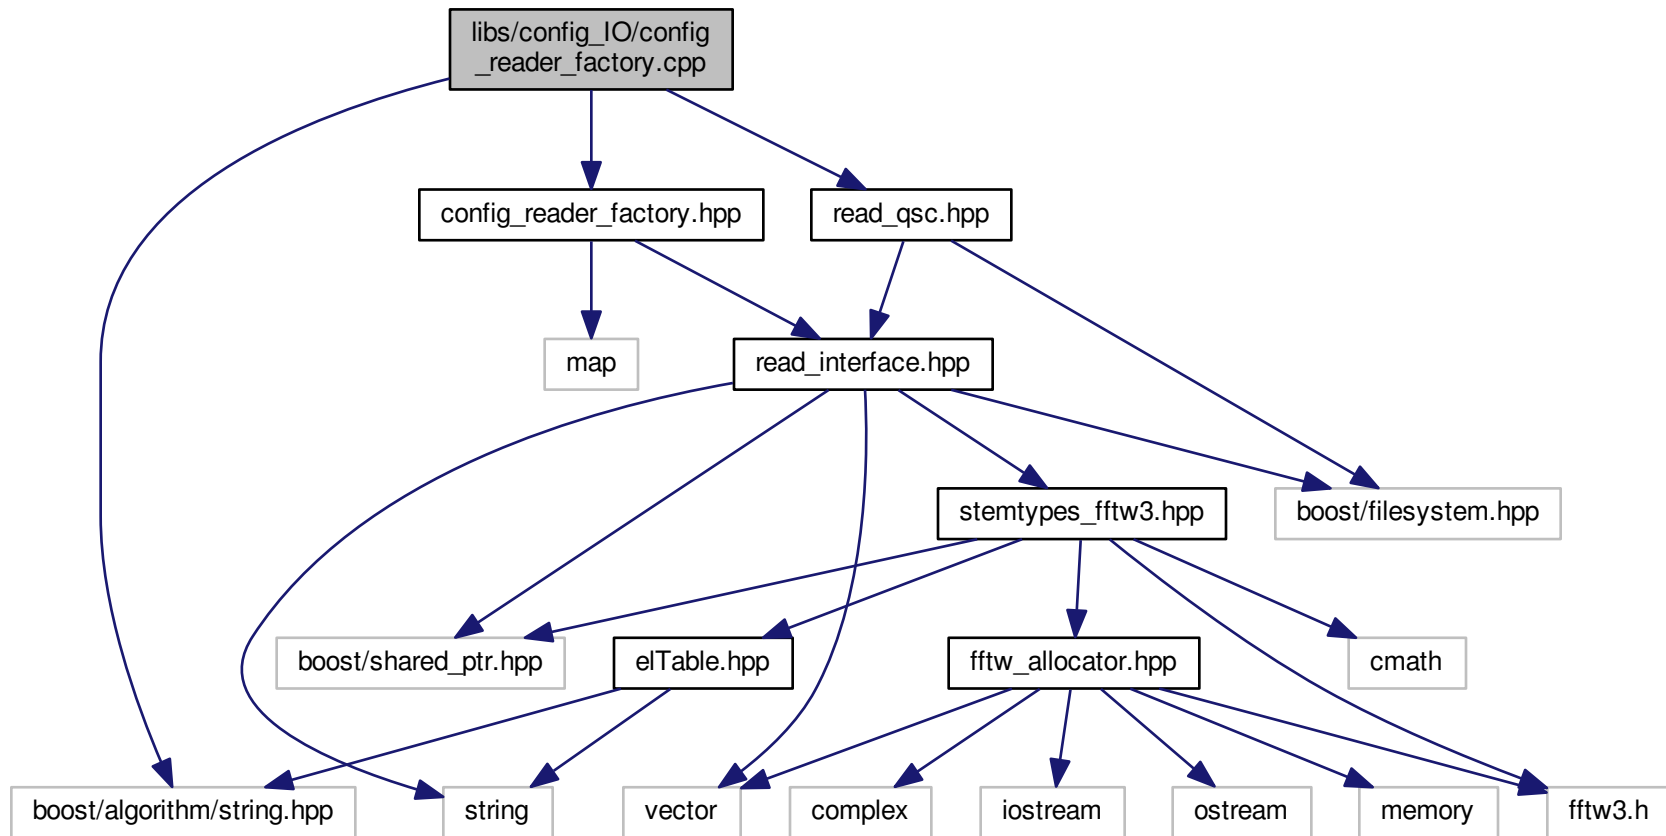 libs/config_IO/config
_reader_factory.cpp
config_reader_factory.hpp
read_qsc.hpp
map
read_interface.hpp
stemtypes_fftw3.hpp
boost/filesystem.hpp
boost/shared_ptr.hpp
elTable.hpp
fftw_allocator.hpp
cmath
boost/algorithm/string.hpp
string
vector
complex
iostream
ostream
memory
fftw3.h